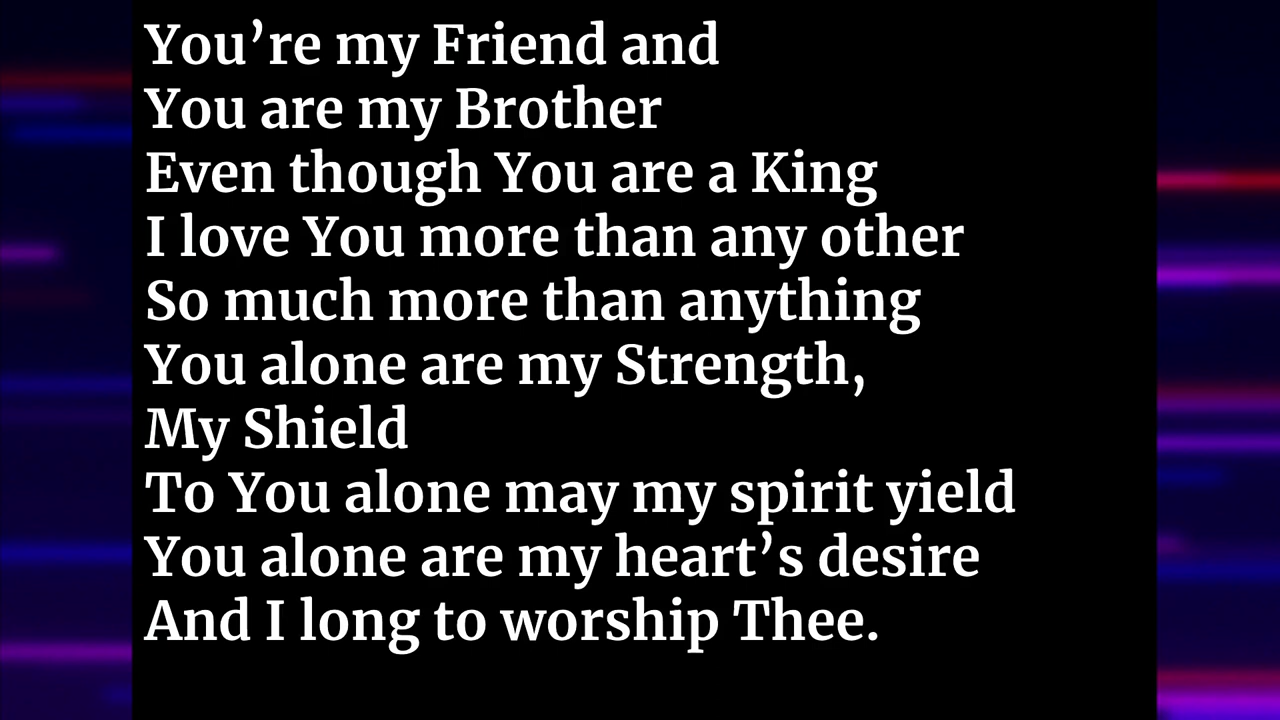 You’re my Friend and
You are my Brother
Even though You are a King
I love You more than any other
So much more than anything
You alone are my Strength,
My Shield
To You alone may my spirit yield
You alone are my heart’s desire
And I long to worship Thee.